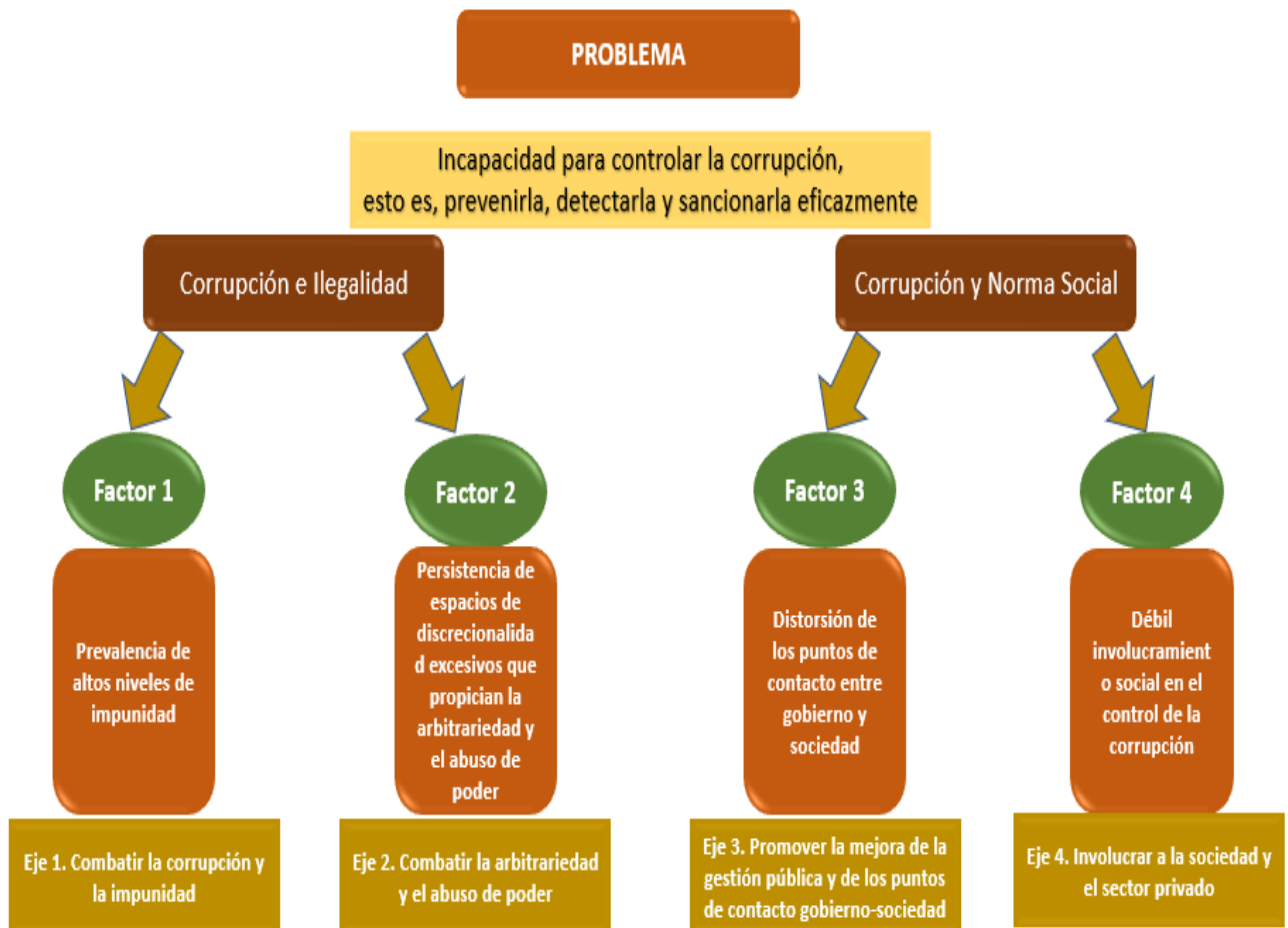 PROBLEMA
Incapacidad para controlar la corrupción,
esto es, prevenirla, detectarla y sancionarla eficazmente
Corrupción e Ilegalidad
Corrupción y Norma Social
Factor 1
Factor 2
Factor 3
Factor 4
Prevalencia de
altos niveles de
impunidad
Persistencia de
espacios de
discrecionalida
d excesivos que
propician la
arbitrariedad y
el abuso de
poder
Distorsión de
los puntos de
contacto entre
gobierno y
sociedad
Débil
involucramient
o social en el
control de la
corrupción
Eje 1. Combatir la corrupción y
la impunidad
Eje 2. Combatir la arbitrariedad
y el abuso de poder
Eje 3. Promover la mejora de la
gestión pública y de los puntos
de contacto gobierno-sociedad
Eje 4. Involucrar a la sociedad y
el sector privado